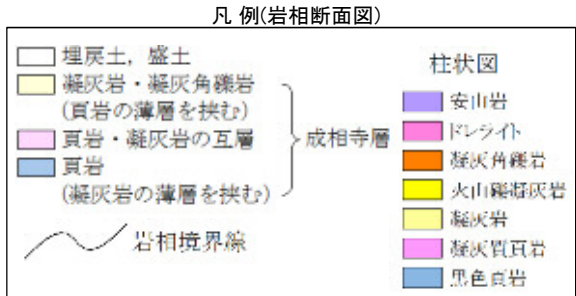 凡 例(岩相断面図)
埋戻土，盛土
凝灰岩・凝灰角礫岩
(頁岩の薄層を挟む)
頁岩・凝灰岩の互層
頁岩
(凝灰岩の薄層を挟む)
成相寺層
岩相境界線
柱状図
安山岩
ドレライト
凝灰角礫岩
火山礫凝灰岩
凝灰岩
凝灰質頁岩
黒色頁岩